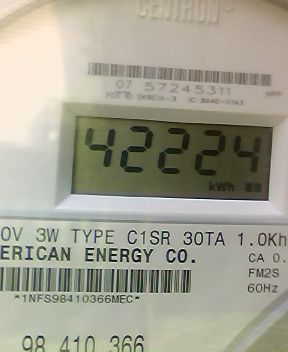 CENTRON
07 57245311
42224
kWh
0V 3W TYPE C1SR 30TA 1.0Kh
ERICAN ENERGY CO.
CA 0.
FM2S
60Hz
*1NFS98410366MEC*
98 410 366